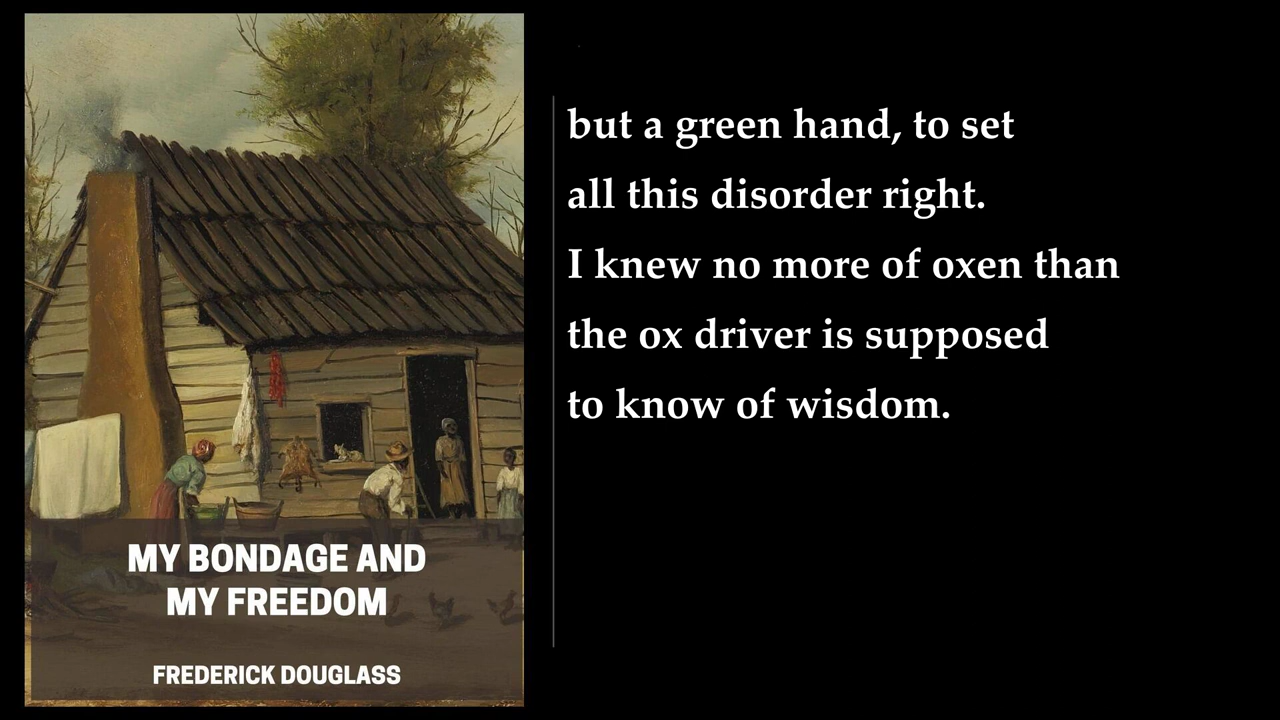 MY BONDAGE AND
MY FREEDOM
FREDERICK DOUGLASS
but a green hand, to set
all this disorder right.
I knew no more of oxen than
the ox driver is supposed
to know of wisdom.